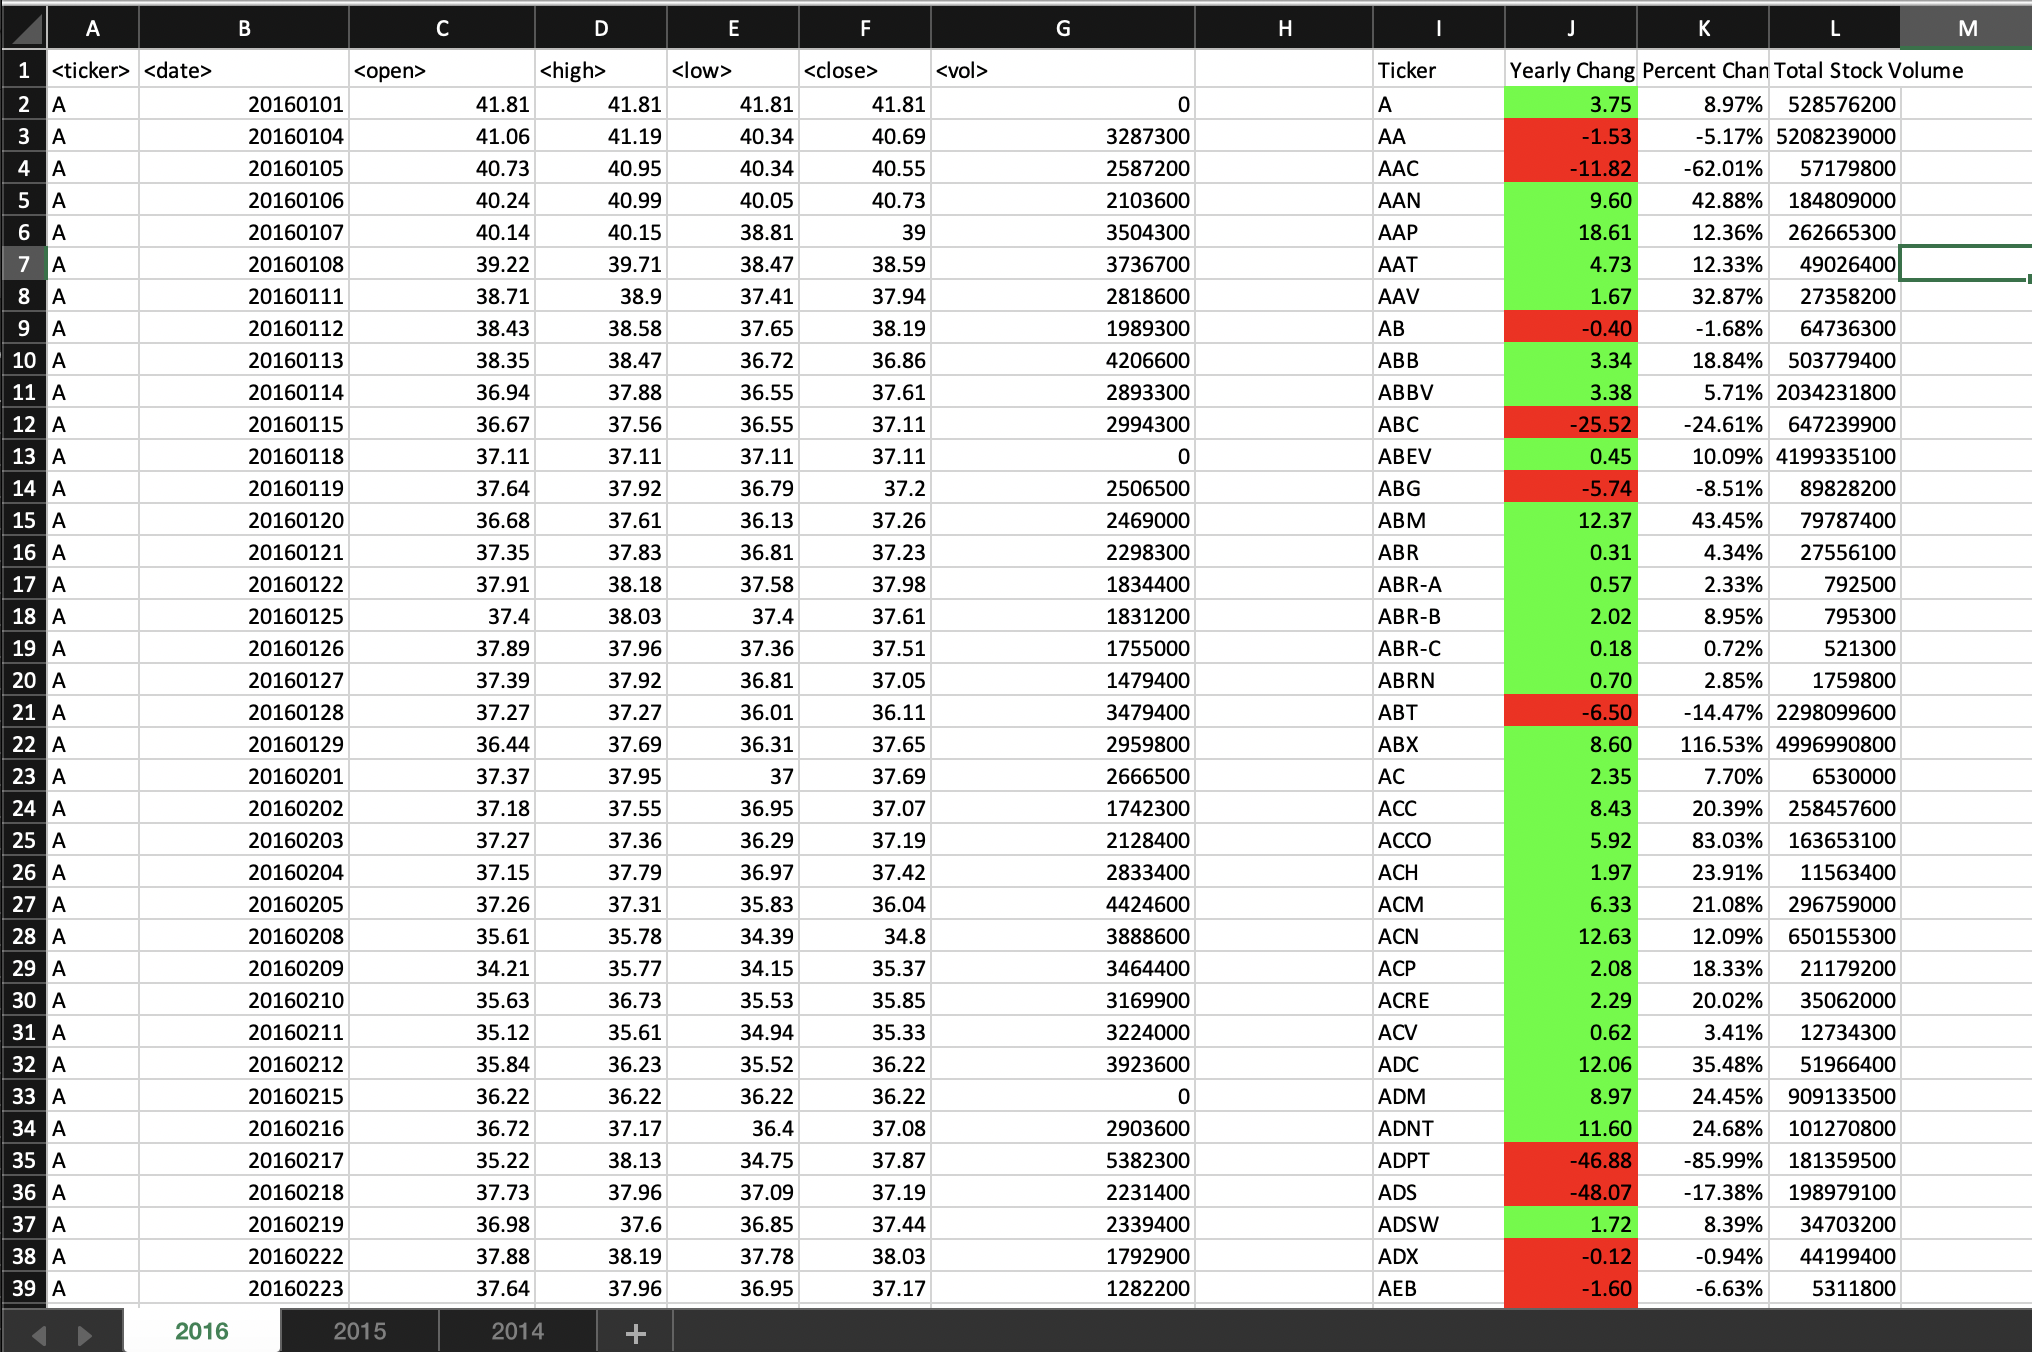 A B C D E F G H I J K L M
1 <ticker> <date> <open> <high> <low> <close> <vol> Ticker Yearly Chang Percent Chan Total Stock Volume
2 A 20160101 41.81 41.81 41.81 41.81 0 A 3.75 8.97% 528576200
3 A 20160104 41.06 41.19 40.34 40.69 3287300 AA -1.53 -5.17% 5208239000
4 A 20160105 40.73 40.95 40.34 40.55 2587200 AAC -11.82 -62.01% 57179800
5 A 20160106 40.24 40.99 40.05 40.73 2103600 AAN 9.60 42.88% 184809000
6 A 20160107 40.14 40.15 38.81 39 3504300 AAP 18.61 12.36% 262665300
7 A 20160108 39.22 39.71 38.47 38.59 3736700 AAT 4.73 12.33% 49026400
8 A 20160111 38.71 38.9 37.41 37.94 2818600 AAV 1.67 32.87% 27358200
9 A 20160112 38.43 38.58 37.65 38.19 1989300 AB -0.40 -1.68% 64736300
10 A 20160113 38.35 38.47 36.72 36.86 4206600 ABB 3.34 18.84% 503779400
11 A 20160114 36.94 37.88 36.55 37.61 2893300 ABBV 3.38 5.71% 2034231800
12 A 20160115 36.67 37.56 36.55 37.11 2994300 ABC -25.52 -24.61% 647239900
13 A 20160118 37.11 37.11 37.11 37.11 0 ABEV 0.45 10.09% 4199335100
14 A 20160119 37.64 37.92 36.79 37.2 2506500 ABG -5.74 -8.51% 89828200
15 A 20160120 36.68 37.61 36.13 37.26 2469000 ABM 12.37 43.45% 79787400
16 A 20160121 37.35 37.83 36.81 37.23 2298300 ABR 0.31 4.34% 27556100
17 A 20160122 37.91 38.18 37.58 37.98 1834400 ABR-A 0.57 2.33% 792500
18 A 20160125 37.4 38.03 37.4 37.61 1831200 ABR-B 2.02 8.95% 795300
19 A 20160126 37.89 37.96 37.36 37.51 1755000 ABR-C 0.18 0.72% 521300
20 A 20160127 37.39 37.92 36.81 37.05 1479400 ABRN 0.70 2.85% 1759800
21 A 20160128 37.27 37.27 36.01 36.11 3479400 ABT -6.50 -14.47% 2298099600
22 A 20160129 36.44 37.69 36.31 37.65 2959800 ABX 8.60 116.53% 4996990800
23 A 20160201 37.37 37.95 37 37.69 2666500 AC 2.35 7.70% 6530000
24 A 20160202 37.18 37.55 36.95 37.07 1742300 ACC 8.43 20.39% 258457600
25 A 20160203 37.27 37.36 36.29 37.19 2128400 ACCO 5.92 83.03% 163653100
26 A 20160204 37.15 37.79 36.97 37.42 2833400 ACH 1.97 23.91% 11563400
27 A 20160205 37.26 37.31 35.83 36.04 4424600 ACM 6.33 21.08% 296759000
28 A 20160208 35.61 35.78 34.39 34.8 3888600 ACN 12.63 12.09% 650155300
29 A 20160209 34.21 35.77 34.15 35.37 3464400 ACP 2.08 18.33% 21179200
30 A 20160210 35.63 36.73 35.53 35.85 3169900 ACRE 2.29 20.02% 35062000
31 A 20160211 35.12 35.61 34.94 35.33 3224000 ACV 0.62 3.41% 12734300
32 A 20160212 35.84 36.23 35.52 36.22 3923600 ADC 12.06 35.48% 51966400
33 A 20160215 36.22 36.22 36.22 36.22 0 ADM 8.97 24.45% 909133500
34 A 20160216 36.72 37.17 36.4 37.08 2903600 ADNT 11.60 24.68% 101270800
35 A 20160217 35.22 38.13 34.75 37.87 5382300 ADPT -46.88 -85.99% 181359500
36 A 20160218 37.73 37.96 37.09 37.19 2231400 ADS -48.07 -17.38% 198979100
37 A 20160219 36.98 37.6 36.85 37.44 2339400 ADSW 1.72 8.39% 34703200
38 A 20160222 37.88 38.19 37.78 38.03 1792900 ADX -0.12 -0.94% 44199400
39 A 20160223 37.64 37.96 36.95 37.17 1282200 AEB -1.60 -6.63% 5311800
2016 2015 2014 +